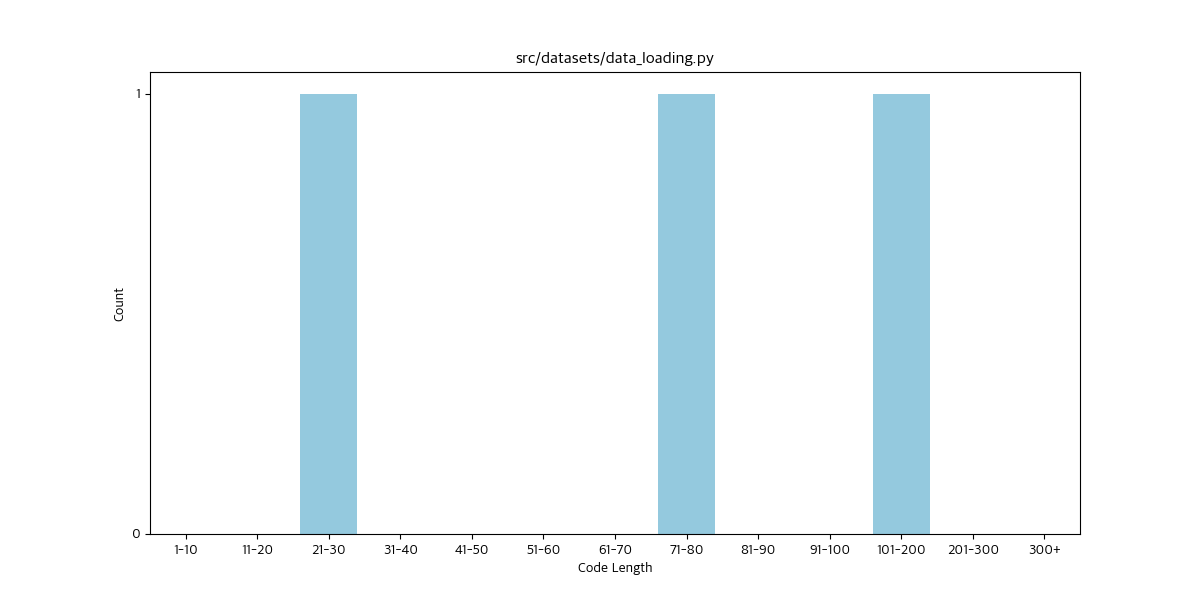 src/datasets/data_loading.py
1
Count
0
1-10 11-20 21-30 31-40 41-50 51-60 61-70 71-80 81-90 91-100 101-200 201-300 300+
Code Length